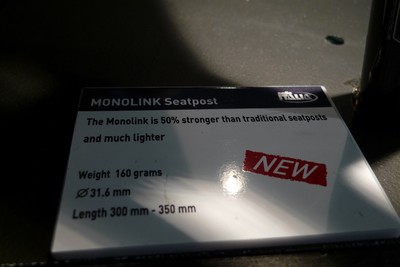 MONOLINK Seatpost
The Monolink is 50% stronger than traditional seatposts
and much lighter
NEW
Weight 160 grams
Ø 31.6 mm
Length 300 mm - 350 mm